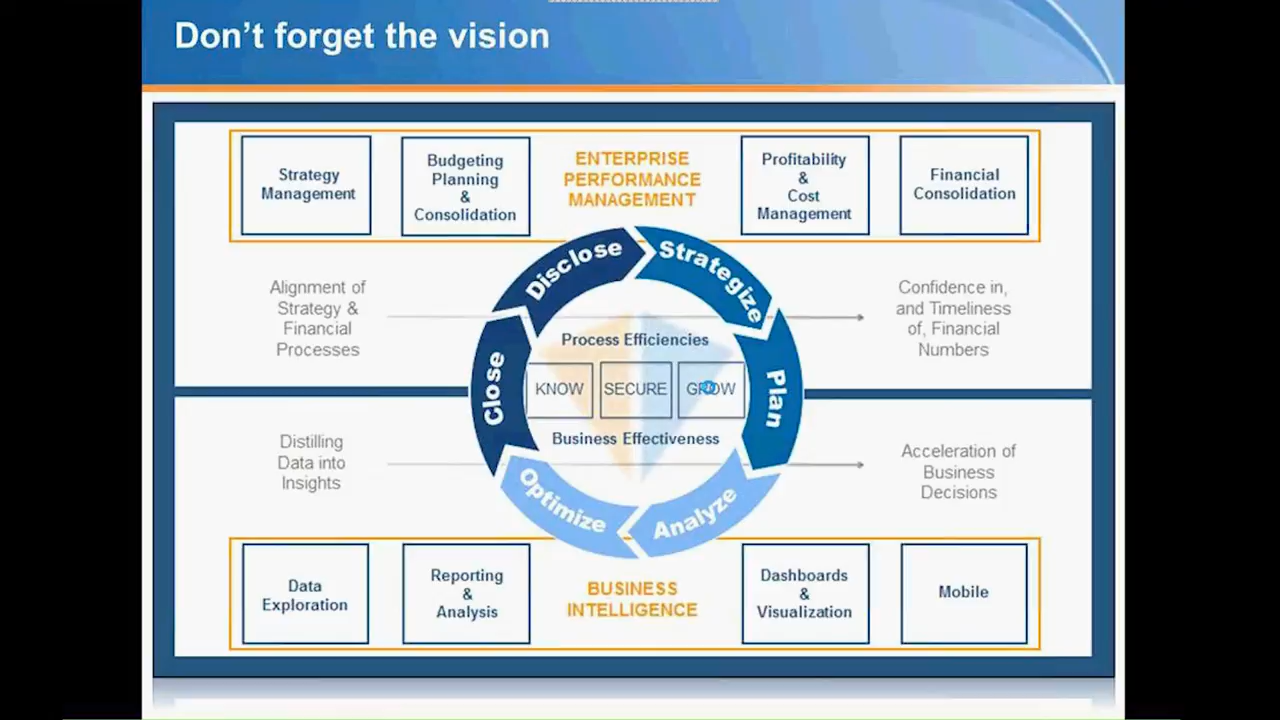 Don't forget the vision
Strategy
Management
Budgeting
Planning
&
Consolidation
ENTERPRISE
PERFORMANCE
MANAGEMENT
Profitability
&
Cost
Management
Financial
Consolidation
Alignment of
Strategy &
Financial
Processes
Disclose
Strategize
Confidence in,
and Timeliness
of, Financial
Numbers
Close
Process Efficiencies
KNOW
SECURE
GROW
Business Effectiveness
Plan
Distilling
Data into
Insights
Optimize
Analyze
Acceleration of
Business
Decisions
Data
Exploration
Reporting
&
Analysis
BUSINESS
INTELLIGENCE
Dashboards
&
Visualization
Mobile